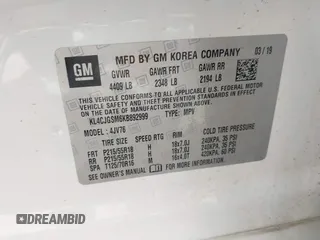 GM
MFD BY GM KOREA COMPANY 03/19
GVWR GAWR FRT GAWR RR
4409 LB 2348 LB 2194 LB
THIS VEHICLE CONFORMS TO ALL APPLICABLE U.S. FEDERAL MOTOR VEHICLE SAFETY, BUMPER, AND THEFT PREVENTION STANDARDS IN EFFECT
ON THE DATE OF MANUFACTURE SHOWN ABOVE.
KL4CJGSM6KB892999 TYPE: MPV
MODEL: 4JV76
TIRE SIZE SPEED RTG RIM COLD TIRE PRESSURE
FRT P215/55R18 H 18x7.0J 240KPA, 35 PSI
RR P215/55R18 H 18x7.0J 240KPA, 35 PSI
SPA T125/70R16 M 16x4.0T 420KPA, 60 PSI
SEE OWNER'S MANUAL